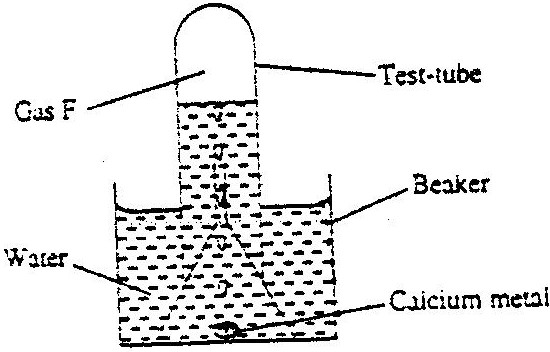 Test-tube
Gas F
Beaker
Water
Calcium metal